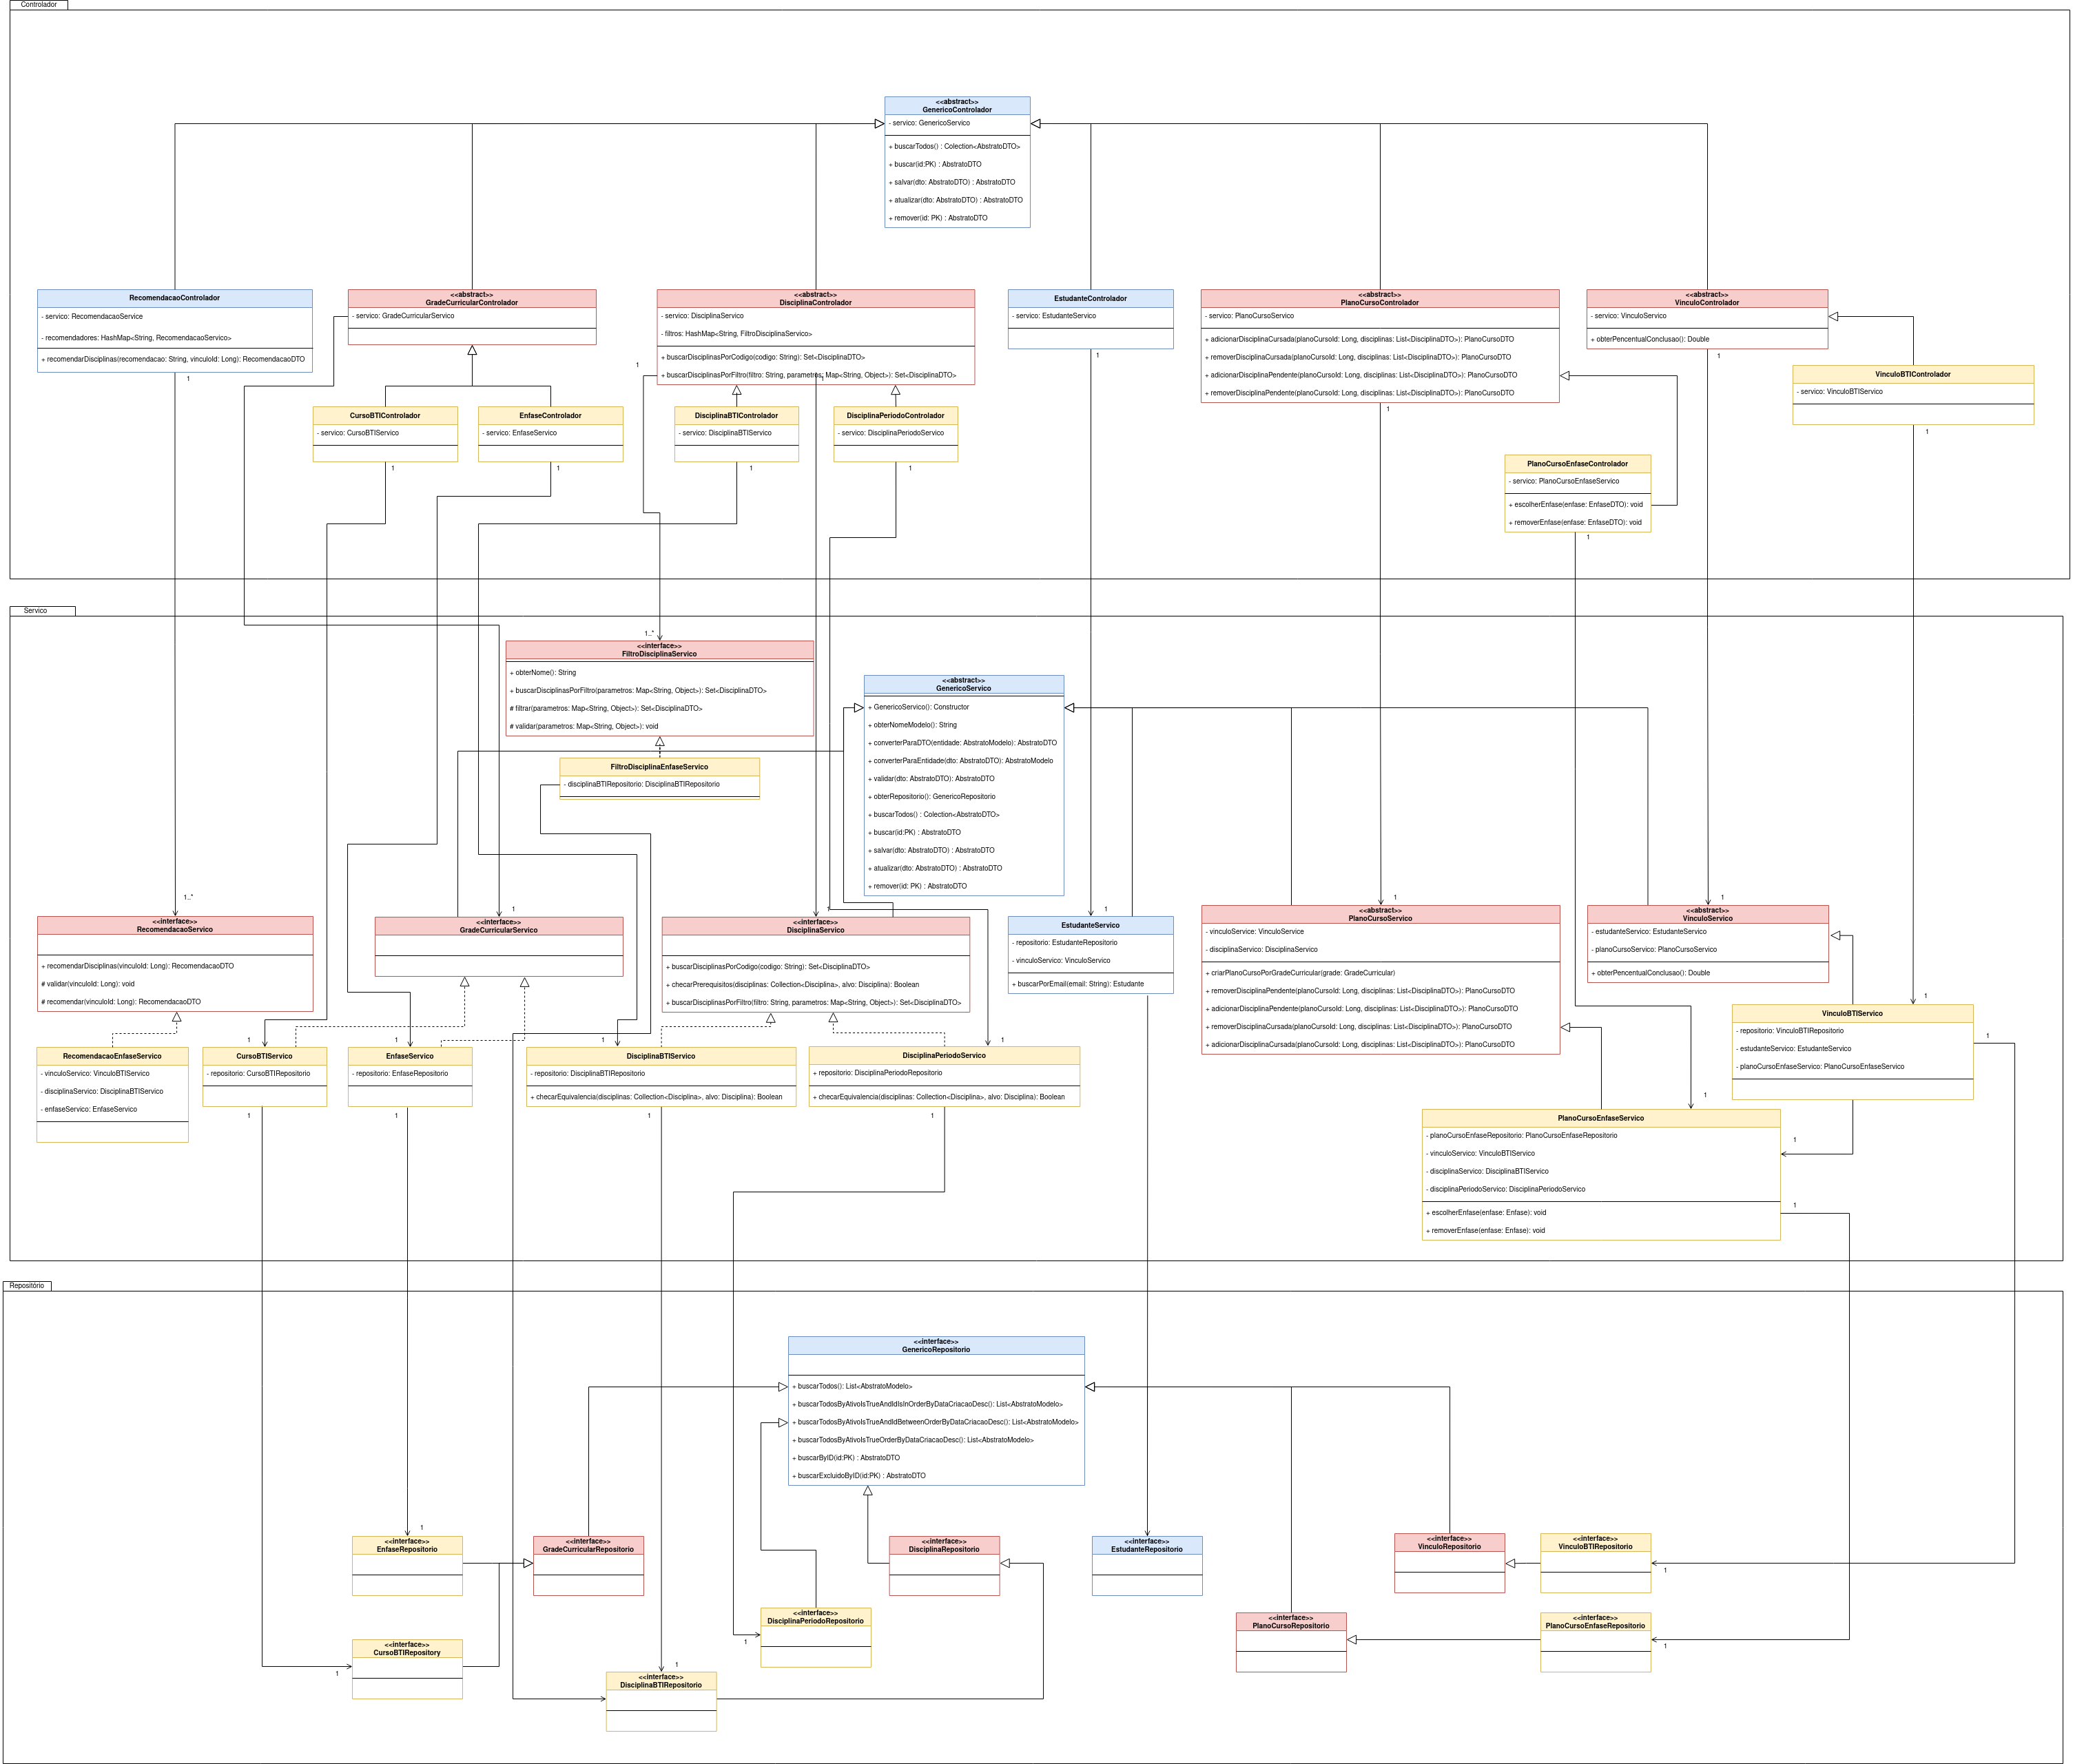 Controlador
<<abstract>>
GenericoControlador
- servico: GenericoServico
+ buscarTodos() : Colection<AbstratoDTO>
+ buscar(id:PK) : AbstratoDTO
+ salvar(dto: AbstratoDTO) : AbstratoDTO
+ atualizar(dto: AbstratoDTO) : AbstratoDTO
+ remover(id: PK) : AbstratoDTO
RecomendacaoControlador
- servico: RecomendacaoService
- recomendadores: HashMap<String, RecomendacaoServico>
+ recomendarDisciplinas(recomendacao: String, vinculoId: Long): RecomendacaoDTO
1
<<abstract>>
GradeCurricularControlador
- servico: GradeCurricularServico
<<abstract>>
DisciplinaControlador
- servico: DisciplinaServico
- filtros: HashMap<String, FiltroDisciplinaServico>
+ buscarDisciplinasPorCodigo(codigo: String): Set<DisciplinaDTO>
+ buscarDisciplinasPorFiltro(filtro: String, parametros: Map<String, Object>): Set<DisciplinaDTO>
1
1
EstudanteControlador
- servico: EstudanteServico
1
<<abstract>>
PlanoCursoControlador
- servico: PlanoCursoServico
+ adicionarDisciplinaCursada(planoCursoId: Long, disciplinas: List<DisciplinaDTO>): PlanoCursoDTO
+ removerDisciplinaCursada(planoCursoId: Long, disciplinas: List<DisciplinaDTO>): PlanoCursoDTO
+ adicionarDisciplinaPendente(planoCursoId: Long, disciplinas: List<DisciplinaDTO>): PlanoCursoDTO
+ removerDisciplinaPendente(planoCursoId: Long, disciplinas: List<DisciplinaDTO>): PlanoCursoDTO
1
<<abstract>>
VinculoControlador
- servico: VinculoServico
+ obterPencentualConclusao(): Double
1
VinculoBTIControlador
- servico: VinculoBTIServico
1
CursoBTIControlador
- servico: CursoBTIServico
1
EnfaseControlador
- servico: EnfaseServico
1
DisciplinaBTIControlador
- servico: DisciplinaBTIServico
1
DisciplinaPeriodoControlador
- servico: DisciplinaPeriodoServico
1
PlanoCursoEnfaseControlador
- servico: PlanoCursoEnfaseServico
+ escolherEnfase(enfase: EnfaseDTO): void
+ removerEnfase(enfase: EnfaseDTO): void
1
Servico
1..*
<<interface>>
FiltroDisciplinaServico
+ obterNome(): String
+ buscarDisciplinasPorFiltro(parametros: Map<String, Object>): Set<DisciplinaDTO>
# filtrar(parametros: Map<String, Object>): Set<DisciplinaDTO>
# validar(parametros: Map<String, Object>): void
FiltroDisciplinaEnfaseServico
- disciplinaBTIRepositorio: DisciplinaBTIRepositorio
<<abstract>>
GenericoServico
+ GenericoServico(): Constructor
+ obterNomeModelo(): String
+ converterParaDTO(entidade: AbstratoModelo): AbstratoDTO
+ converterParaEntidade(dto: AbstratoDTO): AbstratoModelo
+ validar(dto: AbstratoDTO): AbstratoDTO
+ obterRepositorio(): GenericoRepositorio
+ buscarTodos() : Colection<AbstratoDTO>
+ buscar(id:PK) : AbstratoDTO
+ salvar(dto: AbstratoDTO) : AbstratoDTO
+ atualizar(dto: AbstratoDTO) : AbstratoDTO
+ remover(id: PK) : AbstratoDTO
1..*
<<interface>>
RecomendacaoServico
+ recomendarDisciplinas(vinculoId: Long): RecomendacaoDTO
# validar(vinculoId: Long): void
# recomendar(vinculoId: Long): RecomendacaoDTO
1
<<interface>>
GradeCurricularServico
1
<<interface>>
DisciplinaServico
+ buscarDisciplinasPorCodigo(codigo: String): Set<DisciplinaDTO>
+ checarPrerequisitos(disciplinas: Collection<Disciplina>, alvo: Disciplina): Boolean
+ buscarDisciplinasPorFiltro(filtro: String, parametros: Map<String, Object>): Set<DisciplinaDTO>
1
EstudanteServico
- repositorio: EstudanteRepositorio
- vinculoServico: VinculoServico
+ buscarPorEmail(email: String): Estudante
1
<<abstract>>
PlanoCursoServico
- vinculoService: VinculoService
- disciplinaServico: DisciplinaServico
+ criarPlanoCursoPorGradeCurricular(grade: GradeCurricular)
+ removerDisciplinaPendente(planoCursoId: Long, disciplinas: List<DisciplinaDTO>): PlanoCursoDTO
+ adicionarDisciplinaPendente(planoCursoId: Long, disciplinas: List<DisciplinaDTO>): PlanoCursoDTO
+ removerDisciplinaCursada(planoCursoId: Long, disciplinas: List<DisciplinaDTO>): PlanoCursoDTO
+ adicionarDisciplinaCursada(planoCursoId: Long, disciplinas: List<DisciplinaDTO>): PlanoCursoDTO
1
<<abstract>>
VinculoServico
- estudanteServico: EstudanteServico
- planoCursoServico: PlanoCursoServico
+ obterPencentualConclusao(): Double
1
VinculoBTIServico
- repositorio: VinculoBTIRepositorio
- estudanteServico: EstudanteServico
- planoCursoEnfaseServico: PlanoCursoEnfaseServico
1
RecomendacaoEnfaseServico
- vinculoServico: VinculoBTIServico
- disciplinaServico: DisciplinaBTIServico
- enfaseServico: EnfaseServico
1
CursoBTIServico
- repositorio: CursoBTIRepositorio
1
1
EnfaseServico
- repositorio: EnfaseRepositorio
1
1
DisciplinaBTIServico
- repositorio: DisciplinaBTIRepositorio
+ checarEquivalencia(disciplinas: Collection<Disciplina>, alvo: Disciplina): Boolean
1
1
DisciplinaPeriodoServico
+ repositorio: DisciplinaPeriodoRepositorio
+ checarEquivalencia(disciplinas: Collection<Disciplina>, alvo: Disciplina): Boolean
1
1
PlanoCursoEnfaseServico
- planoCursoEnfaseRepositorio: PlanoCursoEnfaseRepositorio
- vinculoServico: VinculoBTIServico
- disciplinaServico: DisciplinaBTIServico
- disciplinaPeriodoServico: DisciplinaPeriodoServico
+ escolherEnfase(enfase: Enfase): void
+ removerEnfase(enfase: Enfase): void
1
1
Repositório
<<interface>>
GenericoRepositorio
+ buscarTodos(): List<AbstratoModelo>
+ buscarTodosByAtivoIsTrueAndIdIsInOrderByDataCriacaoDesc(): List<AbstratoModelo>
+ buscarTodosByAtivoIsTrueAndIdBetweenOrderByDataCriacaoDesc(): List<AbstratoModelo>
+ buscarTodosByAtivoIsTrueOrderByDataCriacaoDesc(): List<AbstratoModelo>
+ buscarByID(id:PK) : AbstratoDTO
+ buscarExcluidoByID(id:PK) : AbstratoDTO
1
<<interface>>
EnfaseRepositorio
<<interface>>
GradeCurricularRepositorio
<<interface>>
DisciplinaRepositorio
<<interface>>
EstudanteRepositorio
<<interface>>
VinculoRepositorio
<<interface>>
VinculoBTIRepositorio
1
<<interface>>
DisciplinaPeriodoRepositorio
1
<<interface>>
PlanoCursoRepositorio
<<interface>>
PlanoCursoEnfaseRepositorio
1
<<interface>>
CursoBTIRepository
1
1
<<interface>>
DisciplinaBTIRepositorio